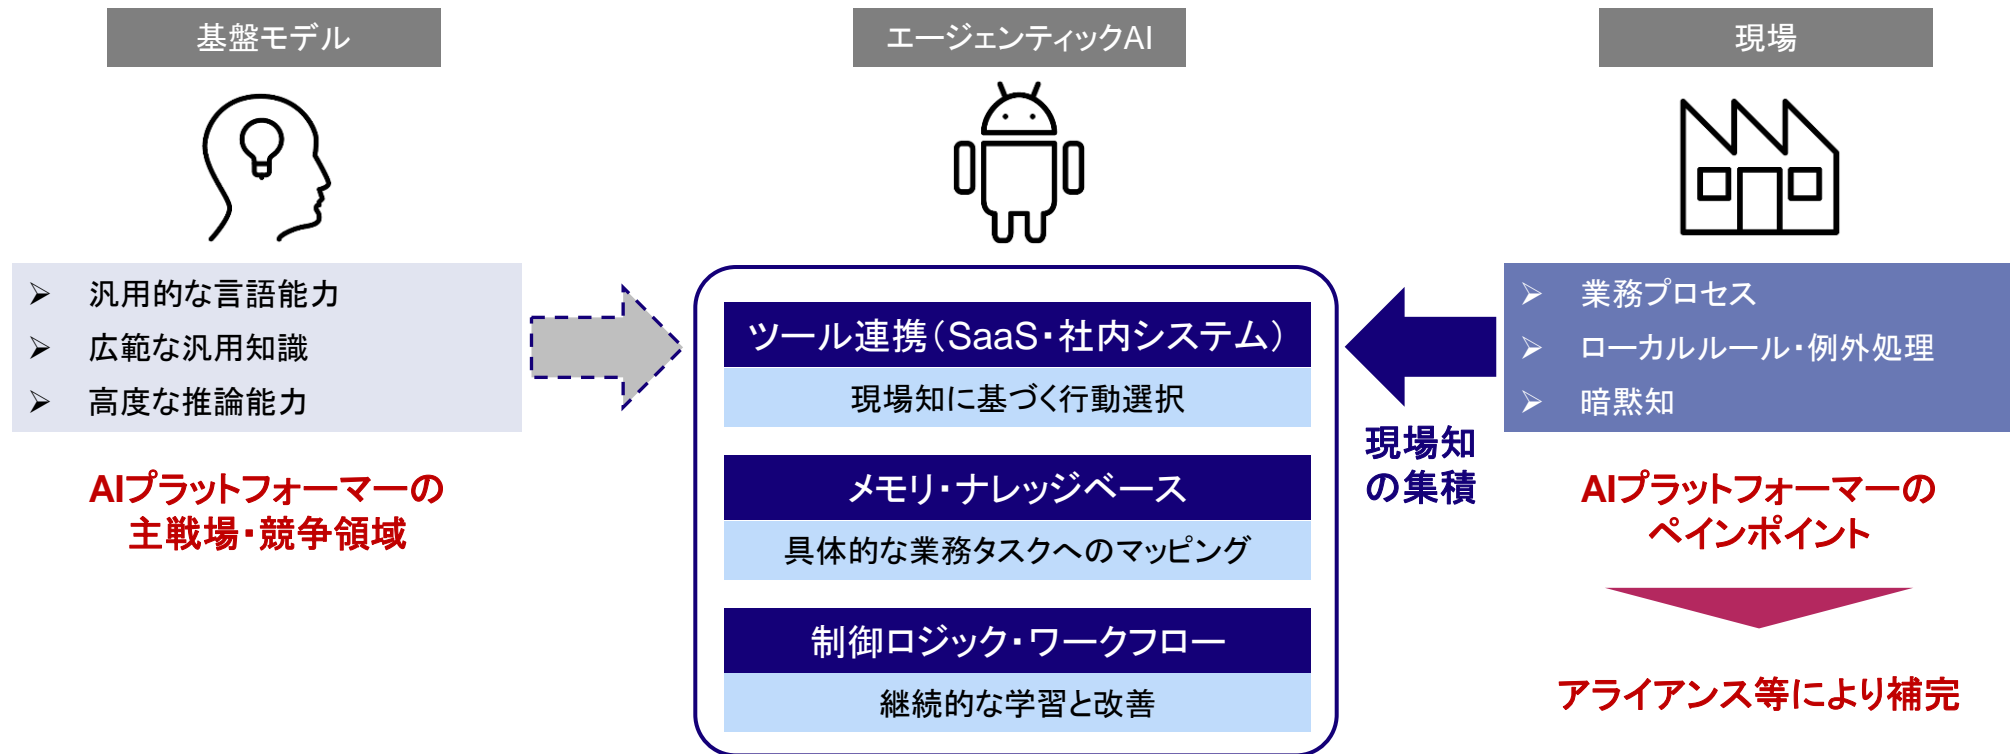 基盤モデル
エージェンティックAI
現場
➢ 汎用的な言語能力
➢ 広範な汎用知識
➢ 高度な推論能力
AIプラットフォーマーの
主戦場・競争領域
ツール連携（SaaS・社内システム）
現場知に基づく行動選択
メモリ・ナレッジベース
具体的な業務タスクへのマッピング
制御ロジック・ワークフロー
継続的な学習と改善
現場知
の集積
➢ 業務プロセス
➢ ローカルルール・例外処理
➢ 暗黙知
AIプラットフォーマーの
ペインポイント
アライアンス等により補完